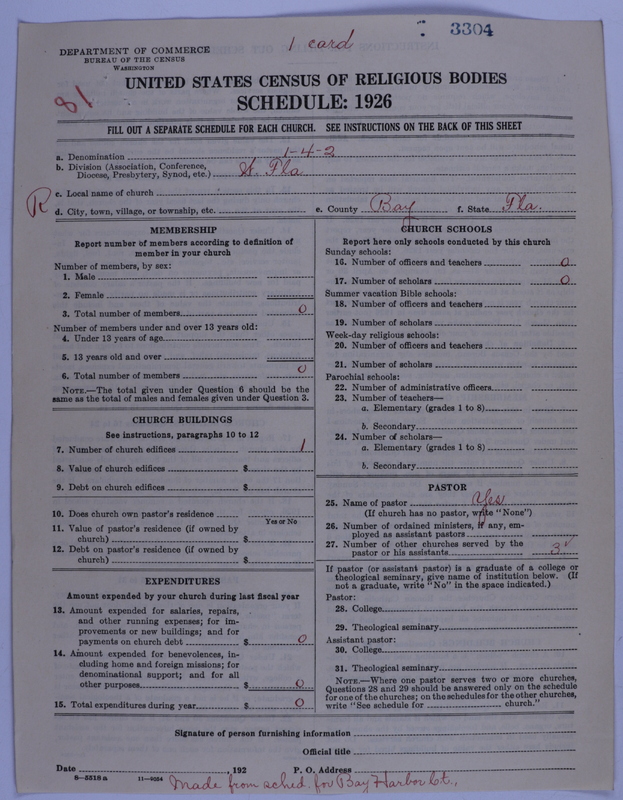 1 card
3304
DEPARTMENT OF COMMERCE
BUREAU OF THE CENSUS
WASHINGTON
81
UNITED STATES CENSUS OF RELIGIOUS BODIES
SCHEDULE: 1926
FILL OUT A SEPARATE SCHEDULE FOR EACH CHURCH. SEE INSTRUCTIONS ON THE BACK OF THIS SHEET
a. Denomination 1-4-2
b. Division (Association, Conference,
Diocese, Presbytery, Synod, etc.) W. Fla
c. Local name of church
R
d. City, town, village, or township, etc. e. County Bay f. State Fla.
MEMBERSHIP
Report number of members according to definition of
member in your church
Number of members, by sex:
1. Male
2. Female
3. Total number of members 0
Number of members under and over 13 years old:
4. Under 13 years of age
5. 13 years old and over
6. Total number of members 0
NOTE.—The total given under Question 6 should be the
same as the total of males and females given under Question 3.
CHURCH BUILDINGS
See instructions, paragraphs 10 to 12
7. Number of church edifices 1
8. Value of church edifices $
9. Debt on church edifices $
10. Does church own pastor's residence
Yes or No
11. Value of pastor's residence (if owned by
church) $
12. Debt on pastor's residence (if owned by
church) $
EXPENDITURES
Amount expended by your church during last fiscal year
13. Amount expended for salaries, repairs,
and other running expenses; for im-
provements or new buildings; and for
payments on church debt $ 0
14. Amount expended for benevolences, in-
cluding home and foreign missions; for
denominational support; and for all
other purposes $ 0
15. Total expenditures during year $ 0
CHURCH SCHOOLS
Report here only schools conducted by this church
Sunday schools:
16. Number of officers and teachers 0
17. Number of scholars 0
Summer vacation Bible schools:
18. Number of officers and teachers
19. Number of scholars
Week-day religious schools:
20. Number of officers and teachers
21. Number of scholars
Parochial schools:
22. Number of administrative officers
23. Number of teachers—
a. Elementary (grades 1 to 8)
b. Secondary
24. Number of scholars—
a. Elementary (grades 1 to 8)
b. Secondary
PASTOR
25. Name of pastor Yes
(If church has no pastor, write "None")
26. Number of ordained ministers, if any, em-
ployed as assistant pastors
27. Number of other churches served by the
pastor or his assistants 3
If pastor (or assistant pastor) is a graduate of a college or
theological seminary, give name of institution below. (If
not a graduate, write "No" in the space indicated.)
Pastor:
28. College
29. Theological seminary
Assistant pastor:
30. College
31. Theological seminary
NOTE.—Where one pastor serves two or more churches,
Questions 28 and 29 should be answered only on the schedule
for one of the churches; on the schedules for the other churches,
write "See schedule for church."
Signature of person furnishing information
Official title
Date , 192 P. O. Address
8-5518 a 11-9554 Made from sched. for Bay Harbor Ct.,